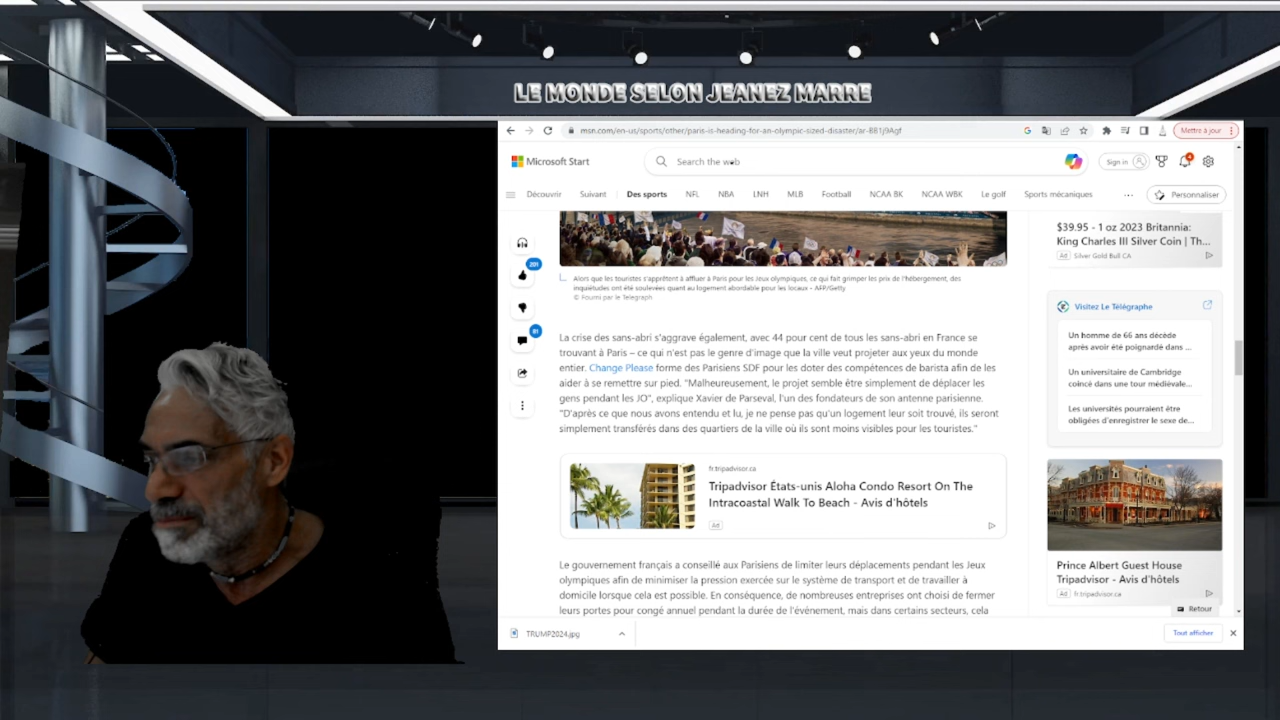 LE MONDE SELON JEANEZ MARRE
msn.com/en-us/sports/other/paris-is-heading-for-an-olympic-sized-disaster/ar-BB1j9Agf
Mettre à jour
Microsoft Start
Search the web
Sign in
4
Découvrir Suivant Des sports NFL NBA LNH MLB Football NCAA BK NCAA WBK Le golf Sports mécaniques ... Personnaliser
201
81
Alors que les touristes s'apprêtent à affluer à Paris pour les Jeux olympiques, ce qui fait grimper les prix de l'hébergement, des
inquiétudes ont été soulevées quant au logement abordable pour les locaux - AFP/Getty
© Fourni par le Telegraph
La crise des sans-abri s'aggrave également, avec 44 pour cent de tous les sans-abri en France se
trouvant à Paris – ce qui n'est pas le genre d'image que la ville veut projeter aux yeux du monde
entier. Change Please forme des Parisiens SDF pour les doter des compétences de barista afin de les
aider à se remettre sur pied. "Malheureusement, le projet semble être simplement de déplacer les
gens pendant les JO", explique Xavier de Parseval, l'un des fondateurs de son antenne parisienne.
"D'après ce que nous avons entendu et lu, je ne pense pas qu'un logement leur soit trouvé, ils seront
simplement transférés dans des quartiers de la ville où ils sont moins visibles pour les touristes."
fr.tripadvisor.ca
Tripadvisor États-unis Aloha Condo Resort On The
Intracoastal Walk To Beach - Avis d'hôtels
Ad
Le gouvernement français a conseillé aux Parisiens de limiter leurs déplacements pendant les Jeux
olympiques afin de minimiser la pression exercée sur le système de transport et de travailler à
domicile lorsque cela est possible. En conséquence, de nombreuses entreprises ont choisi de fermer
leurs portes pour congé annuel pendant la durée de l'évènement, mais dans certains secteurs, cela
$39.95 - 1 oz 2023 Britannia:
King Charles III Silver Coin | Th...
Ad Silver Gold Bull CA
Visitez Le Télégraphe
Un homme de 66 ans décède
après avoir été poignardé dans ...
Un universitaire de Cambridge
coincé dans une tour médiévale...
Les universités pourraient être
obligées d'enregistrer le sexe de...
Prince Albert Guest House
Tripadvisor - Avis d'hôtels
Ad fr.tripadvisor.ca
Retour
TRUMP2024.jpg
Tout afficher